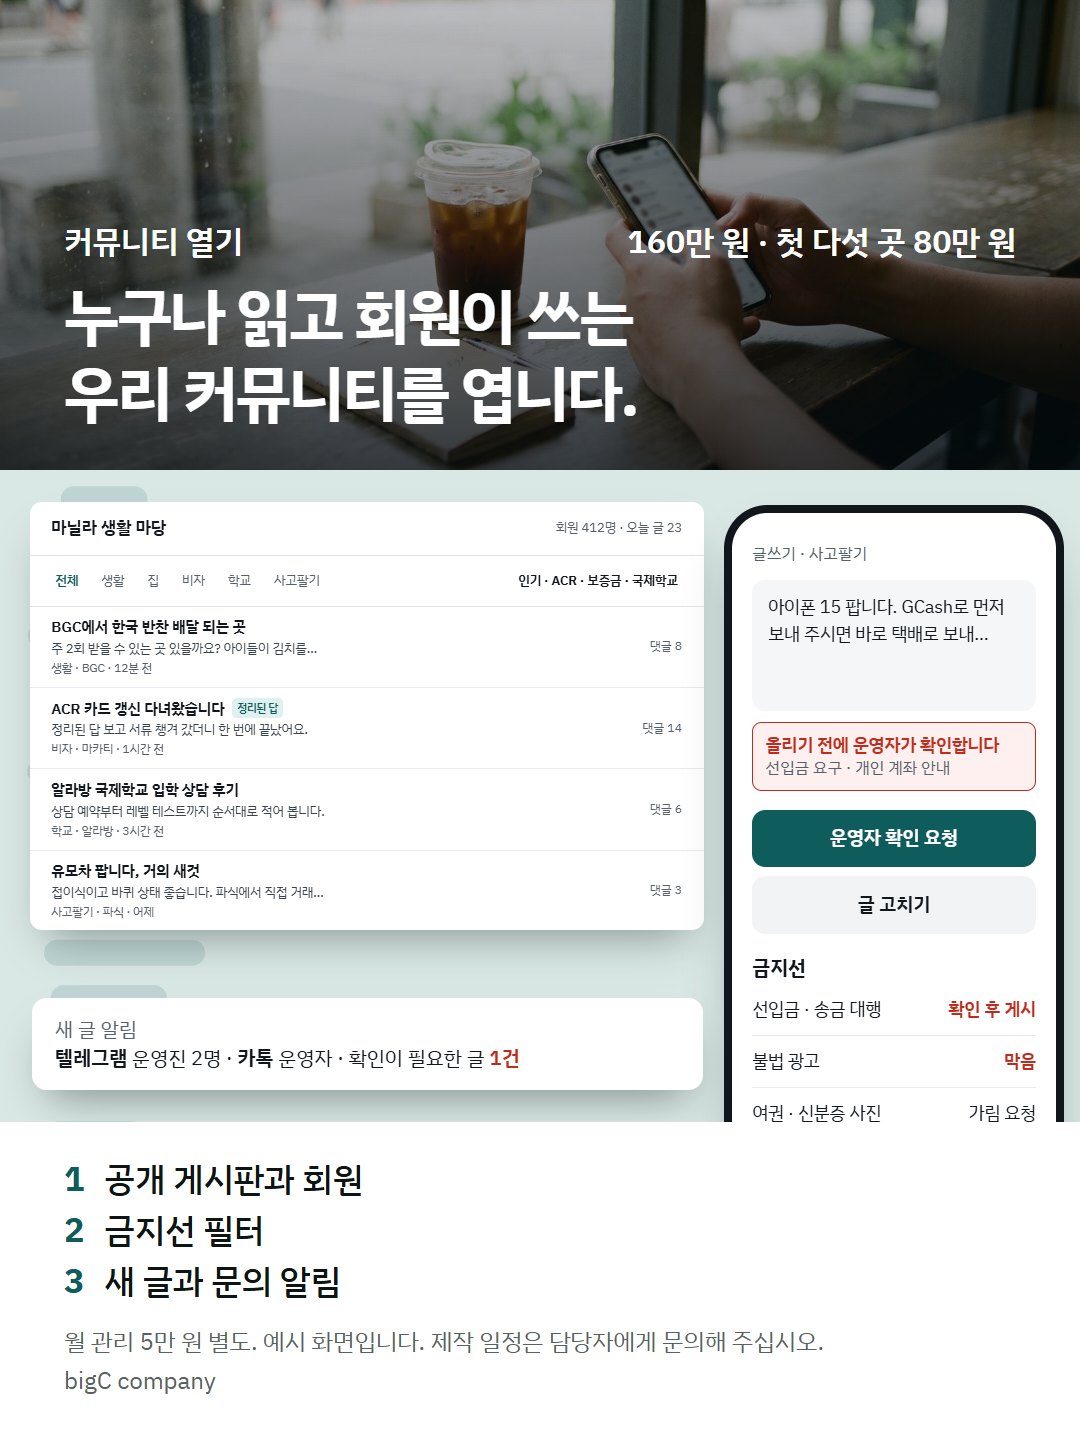 커뮤니티 열기
160만 원 · 첫 다섯 곳 80만 원
누구나 읽고 회원이 쓰는
우리 커뮤니티를 엽니다.
마닐라 생활 마당
회원 412명 · 오늘 글 23
전체 생활 집 비자 학교 사고팔기
인기 · ACR · 보증금 · 국제학교
BGC에서 한국 반찬 배달 되는 곳
주 2회 받을 수 있는 곳 있을까요? 아이들이 김치를...
생활 · BGC · 12분 전
댓글 8
ACR 카드 갱신 다녀왔습니다 정리된 답
정리된 답 보고 서류 챙겨 갔더니 한 번에 끝났어요.
비자 · 마카티 · 1시간 전
댓글 14
알라방 국제학교 입학 상담 후기
상담 예약부터 레벨 테스트까지 순서대로 적어 봅니다.
학교 · 알라방 · 3시간 전
댓글 6
유모차 팝니다, 거의 새것
접이식이고 바퀴 상태 좋습니다. 파식에서 직접 거래...
사고팔기 · 파식 · 어제
댓글 3
새 글 알림
텔레그램 운영진 2명 · 카톡 운영자 · 확인이 필요한 글 1건
글쓰기 · 사고팔기
아이폰 15 팝니다. GCash로 먼저
보내 주시면 바로 택배로 보내...
올리기 전에 운영자가 확인합니다
선입금 요구 · 개인 계좌 안내
운영자 확인 요청
글 고치기
금지선
선입금 · 송금 대행 확인 후 게시
불법 광고 막음
여권 · 신분증 사진 가림 요청
1 공개 게시판과 회원
2 금지선 필터
3 새 글과 문의 알림
월 관리 5만 원 별도. 예시 화면입니다. 제작 일정은 담당자에게 문의해 주십시오.
bigC company